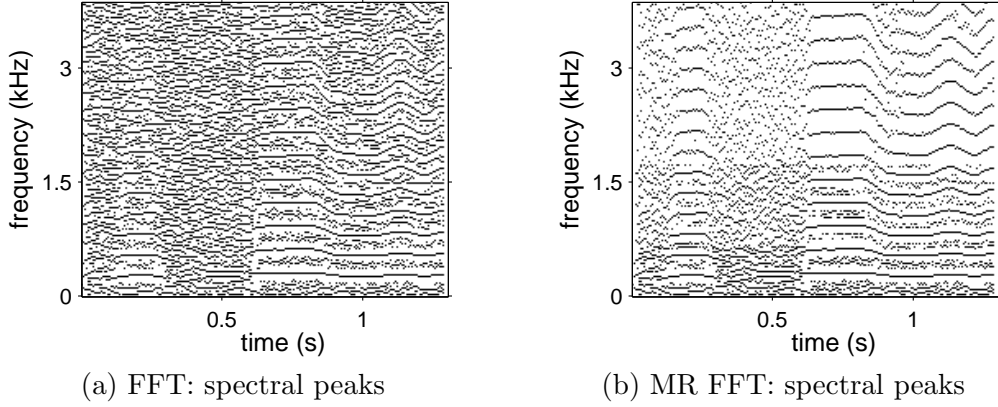 frequency (kHz)
3
1.5
0
0.5
1
time (s)
(a) FFT: spectral peaks
frequency (kHz)
3
1.5
0
0.5
1
time (s)
(b) MR FFT: spectral peaks